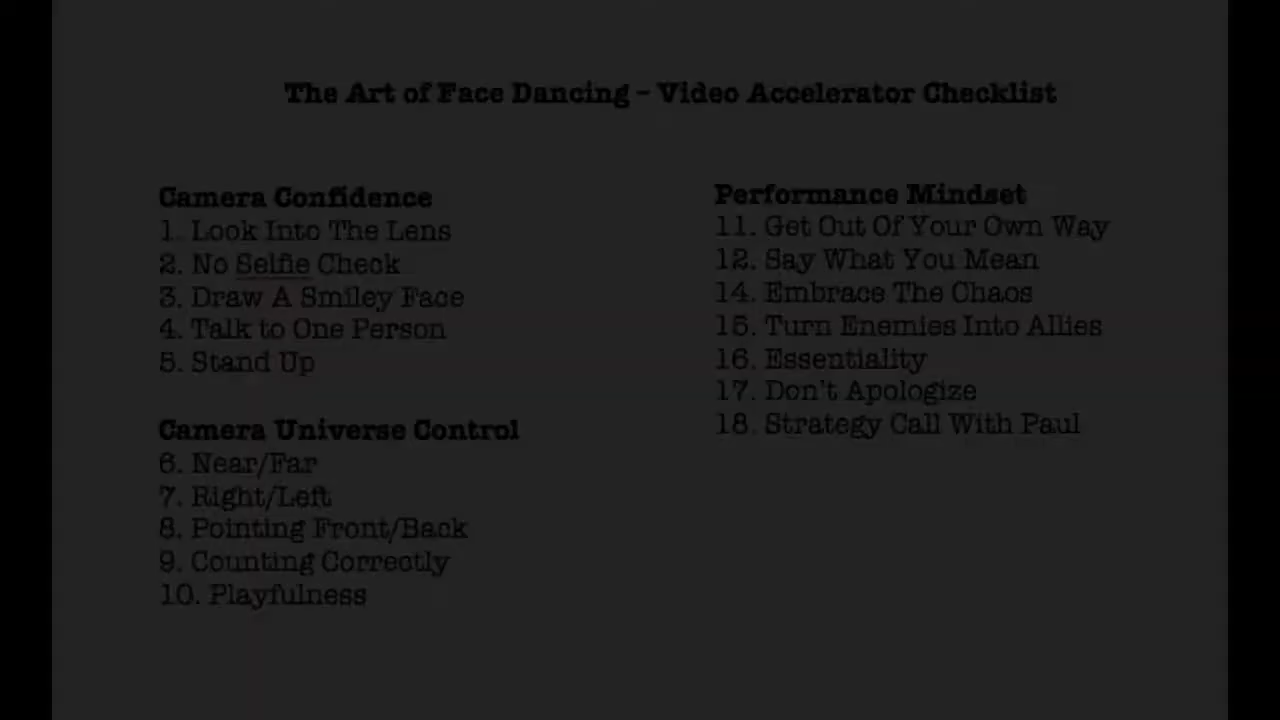 The Art of Face Dancing - Video Accelerator Checklist
Camera Confidence
1. Look Into The Lens
2. No Selfie Check
3. Draw A Smiley Face
4. Talk to One Person
5. Stand Up
Camera Universe Control
6. Near/Far
7. Right/Left
8. Pointing Front/Back
9. Counting Correctly
10. Playfulness
Performance Mindset
11. Get Out Of Your Own Way
12. Say What You Mean
14. Embrace The Chaos
15. Turn Enemies Into Allies
16. Essentiality
17. Don't Apologize
18. Strategy Call With Paul